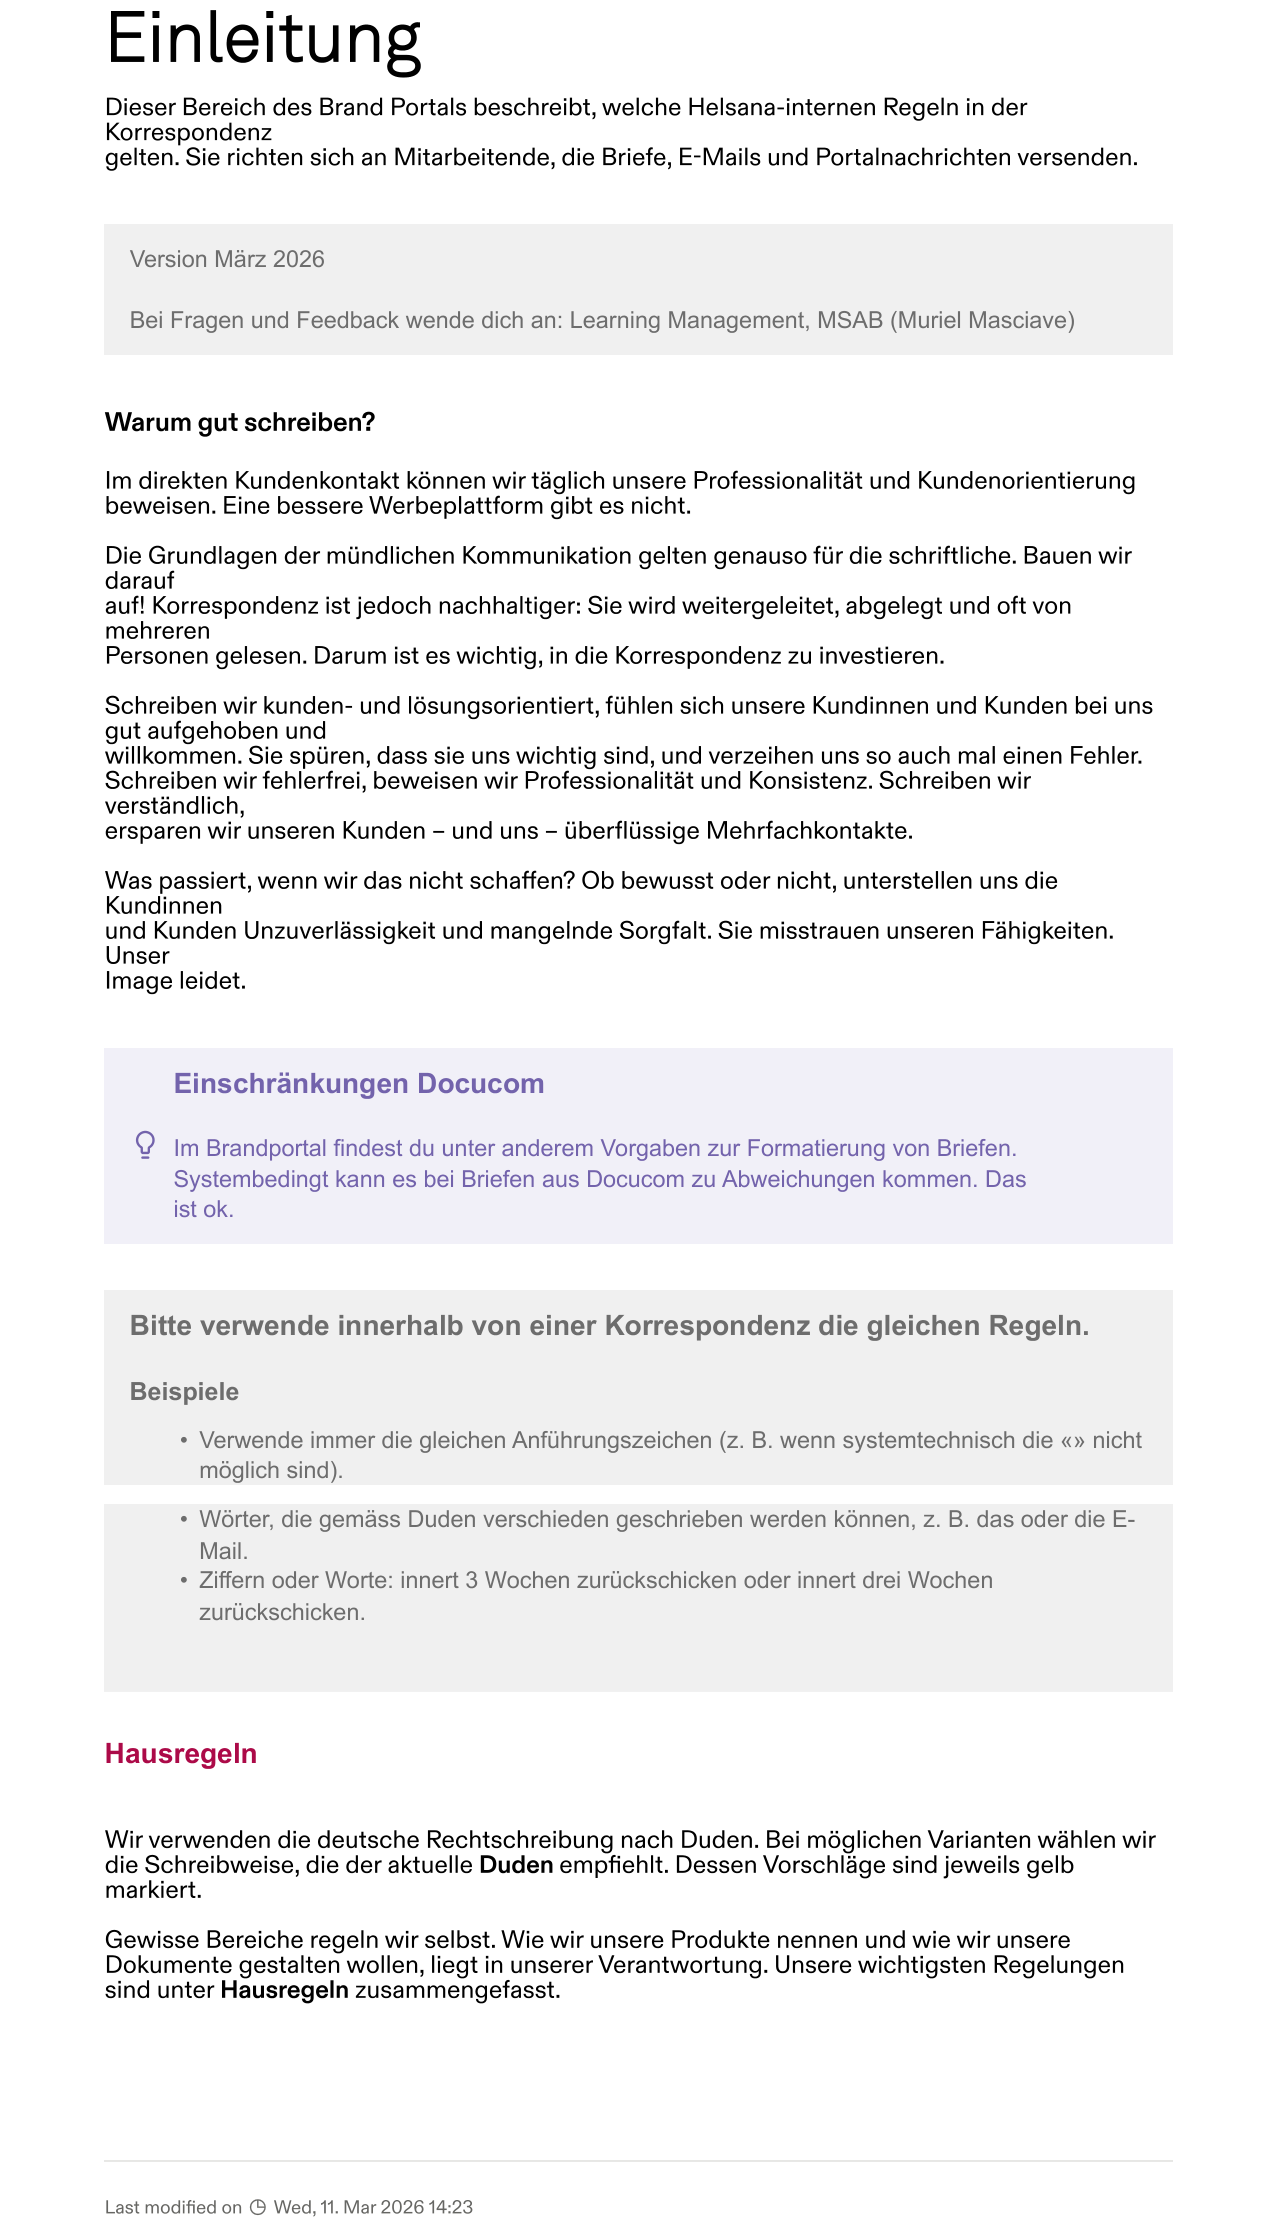 Einleitung
Dieser Bereich des Brand Portals beschreibt, welche Helsana-internen Regeln in der
Korrespondenz
gelten. Sie richten sich an Mitarbeitende, die Briefe, E-Mails und Portalnachrichten versenden.
Version März 2026
Bei Fragen und Feedback wende dich an: Learning Management, MSAB (Muriel Masciave)
Warum gut schreiben?
Im direkten Kundenkontakt können wir täglich unsere Professionalität und Kundenorientierung
beweisen. Eine bessere Werbeplattform gibt es nicht.
Die Grundlagen der mündlichen Kommunikation gelten genauso für die schriftliche. Bauen wir
darauf
auf! Korrespondenz ist jedoch nachhaltiger: Sie wird weitergeleitet, abgelegt und oft von
mehreren
Personen gelesen. Darum ist es wichtig, in die Korrespondenz zu investieren.
Schreiben wir kunden- und lösungsorientiert, fühlen sich unsere Kundinnen und Kunden bei uns
gut aufgehoben und
willkommen. Sie spüren, dass sie uns wichtig sind, und verzeihen uns so auch mal einen Fehler.
Schreiben wir fehlerfrei, beweisen wir Professionalität und Konsistenz. Schreiben wir
verständlich,
ersparen wir unseren Kunden – und uns – überflüssige Mehrfachkontakte.
Was passiert, wenn wir das nicht schaffen? Ob bewusst oder nicht, unterstellen uns die
Kundinnen
und Kunden Unzuverlässigkeit und mangelnde Sorgfalt. Sie misstrauen unseren Fähigkeiten.
Unser
Image leidet.
Einschränkungen Docucom
Im Brandportal findest du unter anderem Vorgaben zur Formatierung von Briefen.
Systembedingt kann es bei Briefen aus Docucom zu Abweichungen kommen. Das
ist ok.
Bitte verwende innerhalb von einer Korrespondenz die gleichen Regeln.
Beispiele
• Verwende immer die gleichen Anführungszeichen (z. B. wenn systemtechnisch die «» nicht
möglich sind).
• Wörter, die gemäss Duden verschieden geschrieben werden können, z. B. das oder die E-
Mail.
• Ziffern oder Worte: innert 3 Wochen zurückschicken oder innert drei Wochen
zurückschicken.
Hausregeln
Wir verwenden die deutsche Rechtschreibung nach Duden. Bei möglichen Varianten wählen wir
die Schreibweise, die der aktuelle Duden empfiehlt. Dessen Vorschläge sind jeweils gelb
markiert.
Gewisse Bereiche regeln wir selbst. Wie wir unsere Produkte nennen und wie wir unsere
Dokumente gestalten wollen, liegt in unserer Verantwortung. Unsere wichtigsten Regelungen
sind unter Hausregeln zusammengefasst.
Last modified on Wed, 11. Mar 2026 14:23